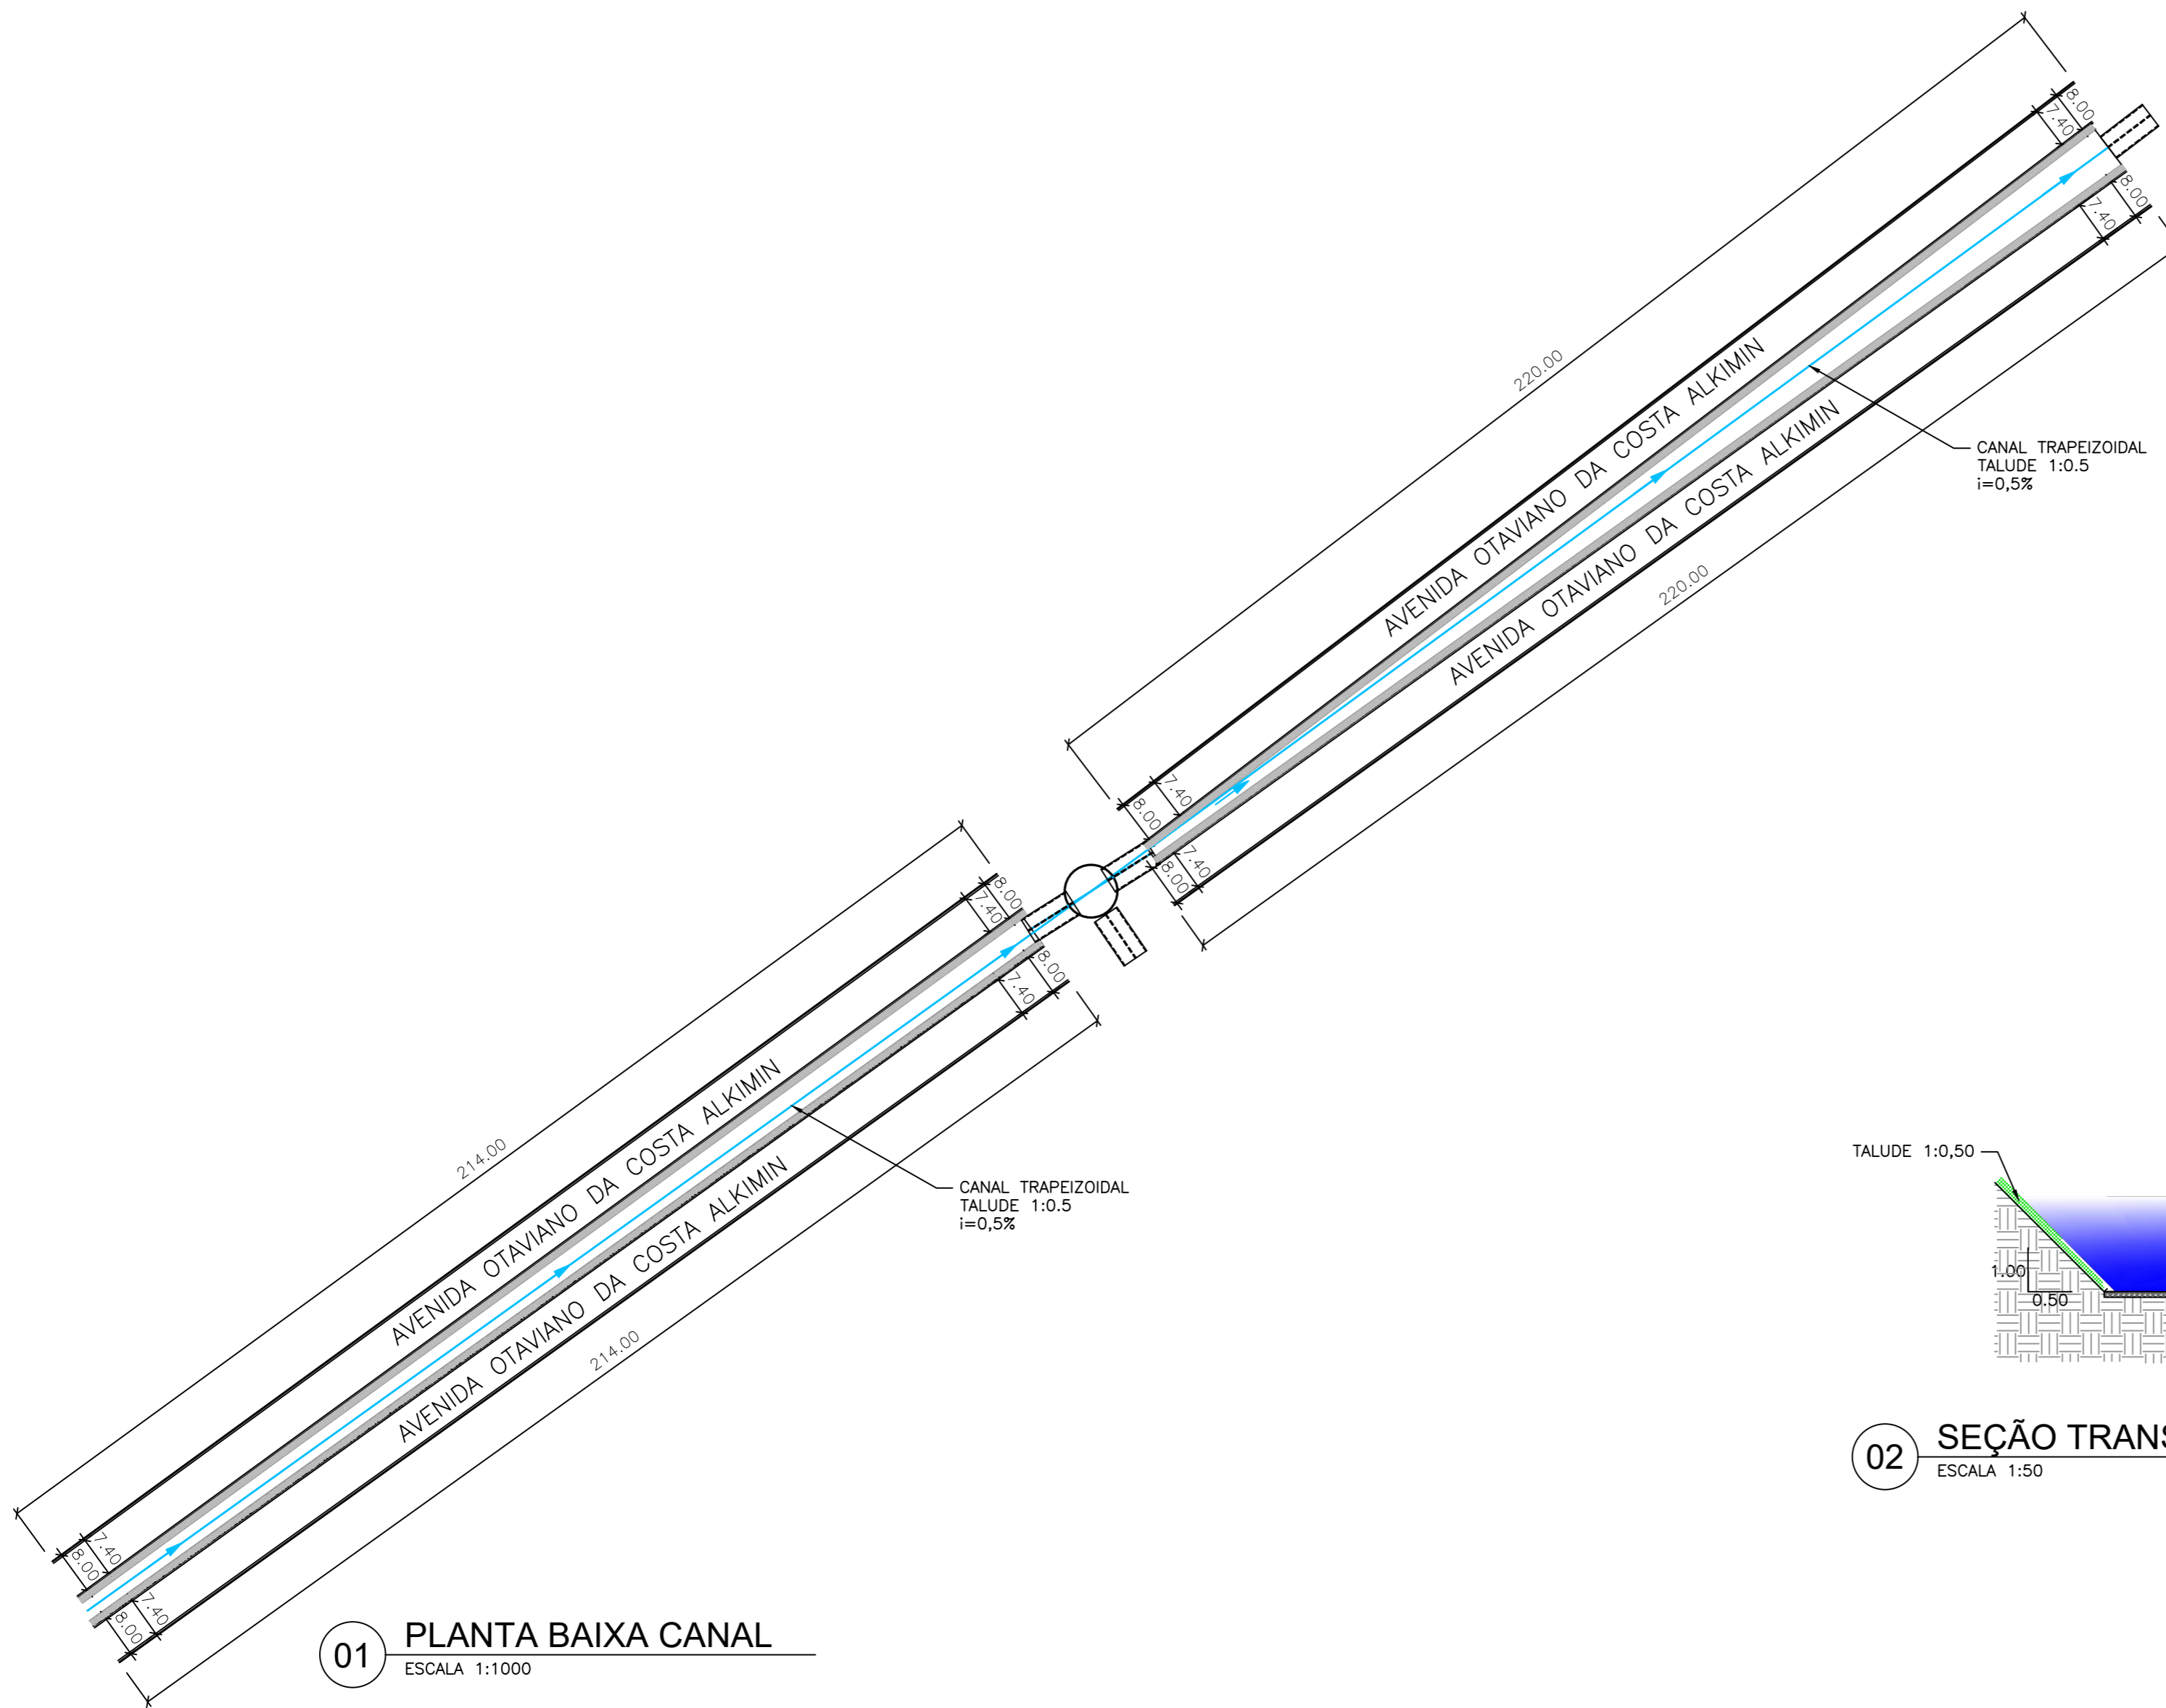 8.00
7.40
8.00
7.40
220.00
AVENIDA OTAVIANO DA COSTA ALKIMIN
AVENIDA OTAVIANO DA COSTA ALKIMIN
220.00
CANAL TRAPEIZOIDAL
TALUDE 1:0.5
i=0,5%
7.40
8.00
7.40
8.00
8.00
7.40
8.00
7.40
214.00
AVENIDA OTAVIANO DA COSTA ALKIMIN
AVENIDA OTAVIANO DA COSTA ALKIMIN
214.00
CANAL TRAPEIZOIDAL
TALUDE 1:0.5
i=0,5%
7.40
8.00
7.40
8.00
TALUDE 1:0,50
1.00
0.50
02 SEÇÃO TRANS
ESCALA 1:50
01 PLANTA BAIXA CANAL
ESCALA 1:1000